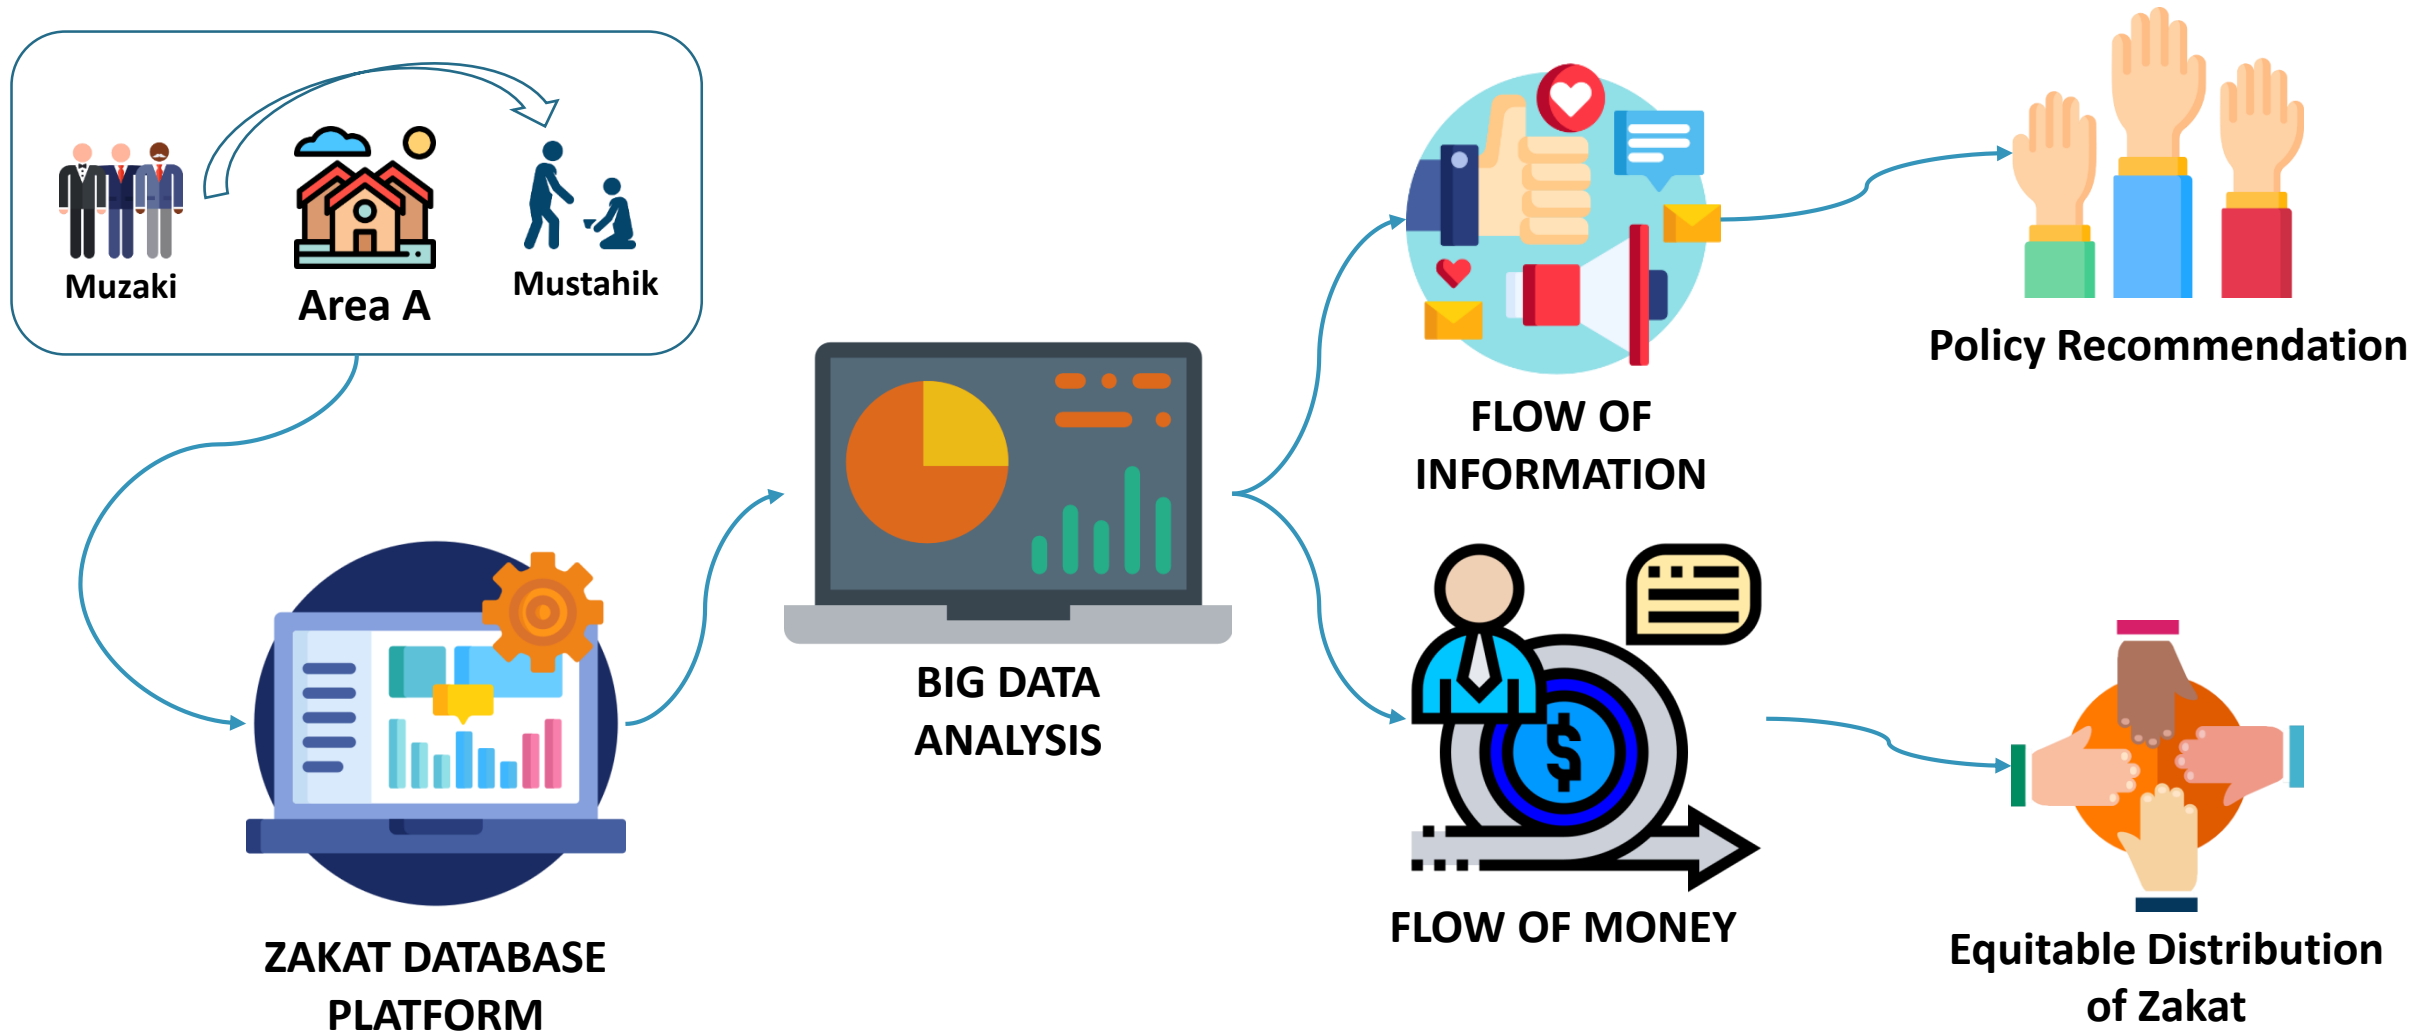 Muzaki
Area A
Mustahik
ZAKAT DATABASE
PLATFORM
BIG DATA
ANALYSIS
FLOW OF
INFORMATION
Policy Recommendation
FLOW OF MONEY
Equitable Distribution
of Zakat